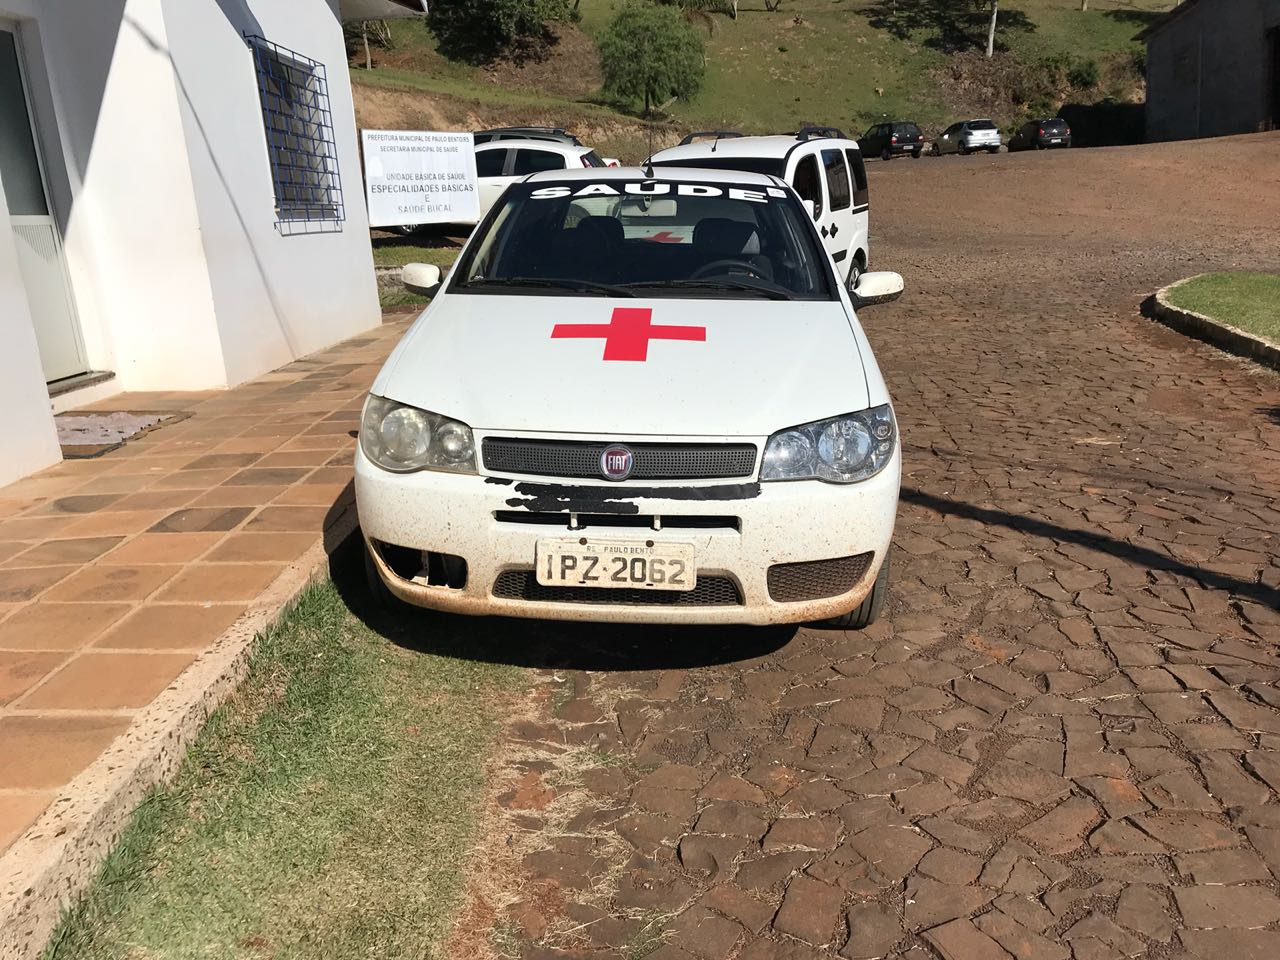 PREFEITURA MUNICIPAL DE PAULO BENTO/RS
SECRETARIA MUNICIPAL DE SAÚDE
UNIDADE BÁSICA DE SAÚDE
ESPECIALIDADES BÁSICAS
E
SAÚDE BUCAL
SAÚDE
FIAT
RS PAULO BENTO
IPZ-2062